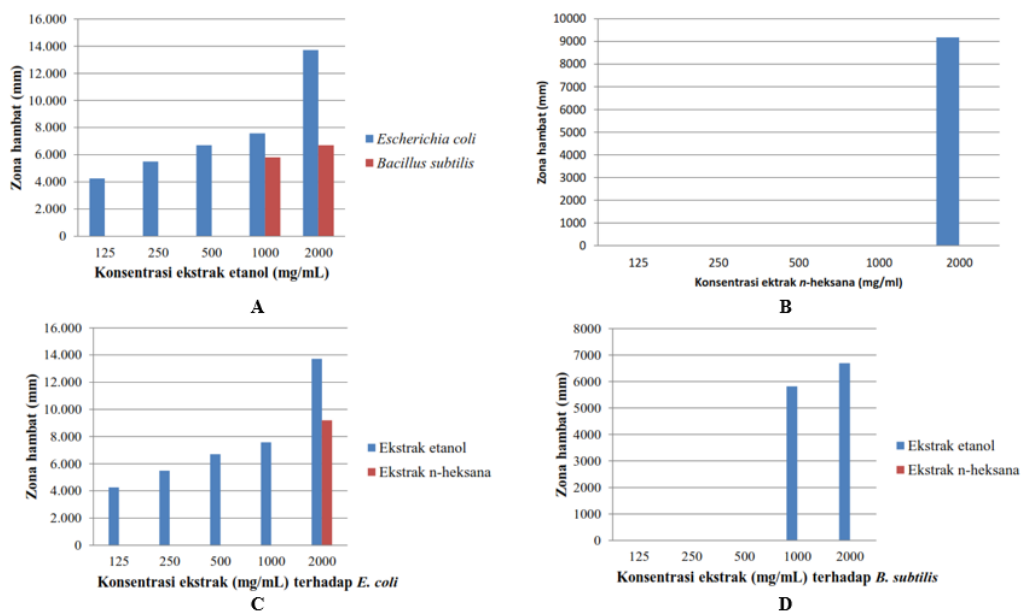 16.000
14.000
12.000
10.000
8.000
6.000
4.000
2.000
0
Zona hambat (mm)
125 250 500 1000 2000
Konsentrasi ekstrak etanol (mg/mL)
Escherichia coli
Bacillus subtilis
A
10000
9000
8000
7000
6000
5000
4000
3000
2000
1000
0
Zona hambat (mm)
125 250 500 1000 2000
Konsentrasi ektrak n-heksana (mg/ml)
B
16.000
14.000
12.000
10.000
8.000
6.000
4.000
2.000
0
Zona hambat (mm)
125 250 500 1000 2000
Konsentrasi ekstrak (mg/mL) terhadap E. coli
Ekstrak etanol
Ekstrak n-heksana
C
8000
7000
6000
5000
4000
3000
2000
1000
0
Zona hambat (mm)
125 250 500 1000 2000
Konsentrasi ekstrak (mg/mL) terhadap B. subtilis
Ekstrak etanol
Ekstrak n-heksana
D